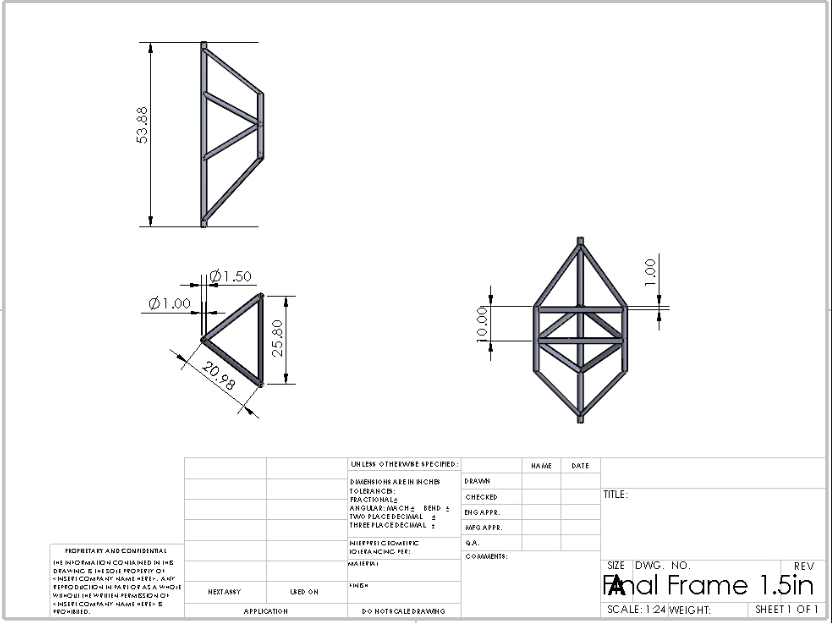 53.88
Ø1.50
Ø1.00
25.80
20.98
1.00
10.00
UNLESS OTHERWISE SPECIFIED:
DIMENSIONS ARE IN INCHES
TOLERANCES:
FRACTIONAL±
ANGULAR: MACH± BEND ±
TWO PLACE DECIMAL ±
THREE PLACE DECIMAL ±
INTERPRET GEOMETRIC
TOLERANCING PER:
MATERIAL
FINISH
DO NOT SCALE DRAWING
NAME DATE
DRAWN
CHECKED
ENG APPR.
MFG APPR.
Q.A.
COMMENTS:
TITLE:
SIZE DWG. NO. REV
A Final Frame 1.5in
SCALE: 1:24 WEIGHT: SHEET 1 OF 1
PROPRIETARY AND CONFIDENTIAL
THE INFORMATION CONTAINED IN THIS
DRAWING IS THE SOLE PROPERTY OF
<INSERT COMPANY NAME HERE>. ANY
REPRODUCTION IN PART OR AS A WHOLE
WITHOUT THE WRITTEN PERMISSION OF
<INSERT COMPANY NAME HERE> IS
PROHIBITED.
NEXT ASSY USED ON
APPLICATION